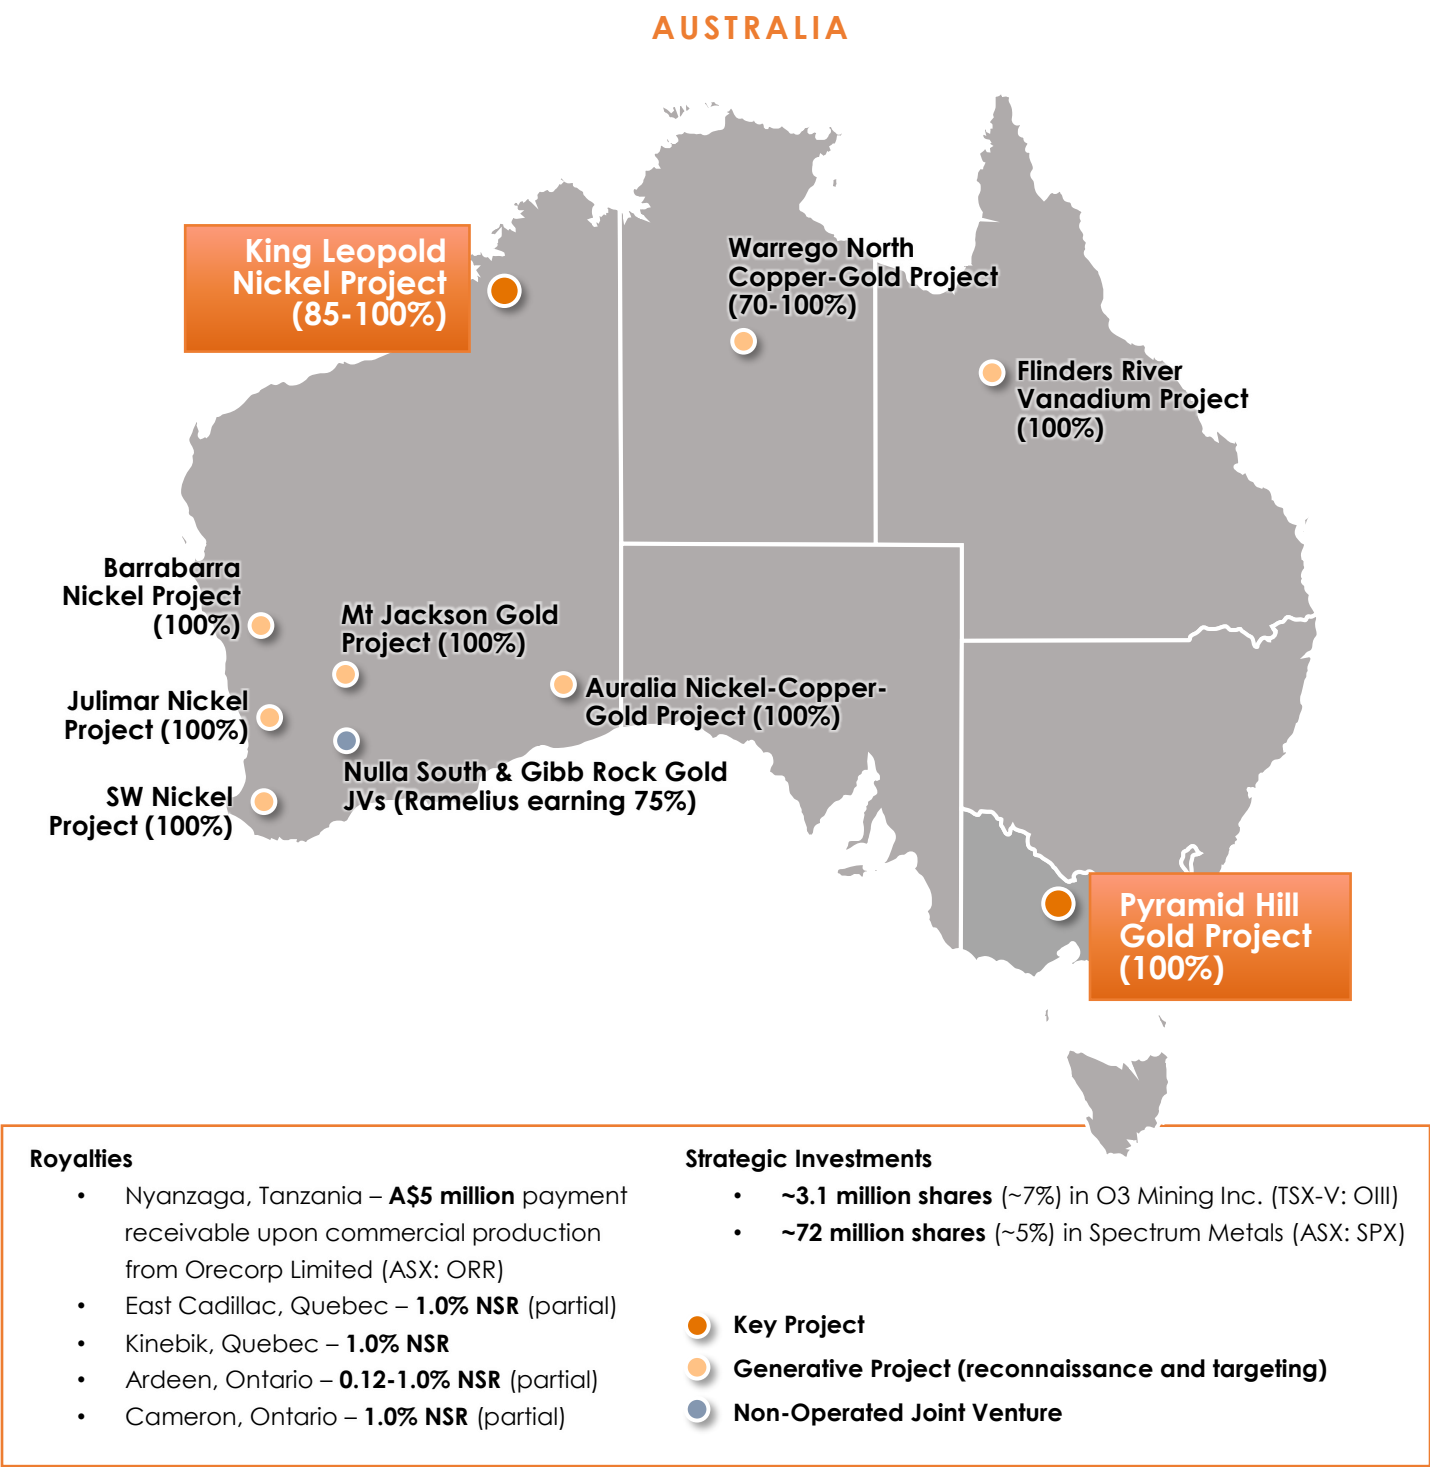 AUSTRALIA
King Leopold
Nickel Project
(85-100%)
Warrego North
Copper-Gold Project
(70-100%)
Flinders River
Vanadium Project
(100%)
Barrabarra
Nickel Project
(100%)
Mt Jackson Gold
Project (100%)
Julimar Nickel
Project (100%)
Auralia Nickel-Copper-
Gold Project (100%)
Nulla South & Gibb Rock Gold
JVs (Ramelius earning 75%)
SW Nickel
Project (100%)
Pyramid Hill
Gold Project
(100%)
Royalties
• Nyanzaga, Tanzania – A$5 million payment
receivable upon commercial production
from Orecorp Limited (ASX: ORR)
• East Cadillac, Quebec – 1.0% NSR (partial)
• Kinebik, Quebec – 1.0% NSR
• Ardeen, Ontario – 0.12-1.0% NSR (partial)
• Cameron, Ontario – 1.0% NSR (partial)
Strategic Investments
• ~3.1 million shares (~7%) in O3 Mining Inc. (TSX-V: OIII)
• ~72 million shares (~5%) in Spectrum Metals (ASX: SPX)
Key Project
Generative Project (reconnaissance and targeting)
Non-Operated Joint Venture